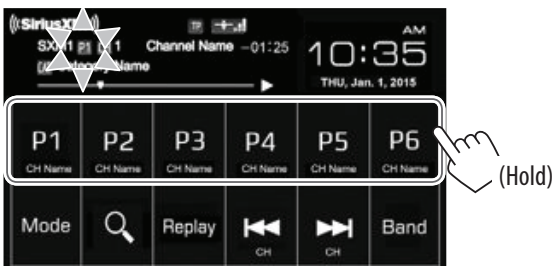 SiriusXM TP AM
SXM1 P1 1 Channel Name -01:25 10:35
Category Name THU, Jan. 1, 2015
P1 P2 P3 P4 P5 P6
CH Name CH Name CH Name CH Name CH Name CH Name
(Hold)
Mode Replay CH CH Band